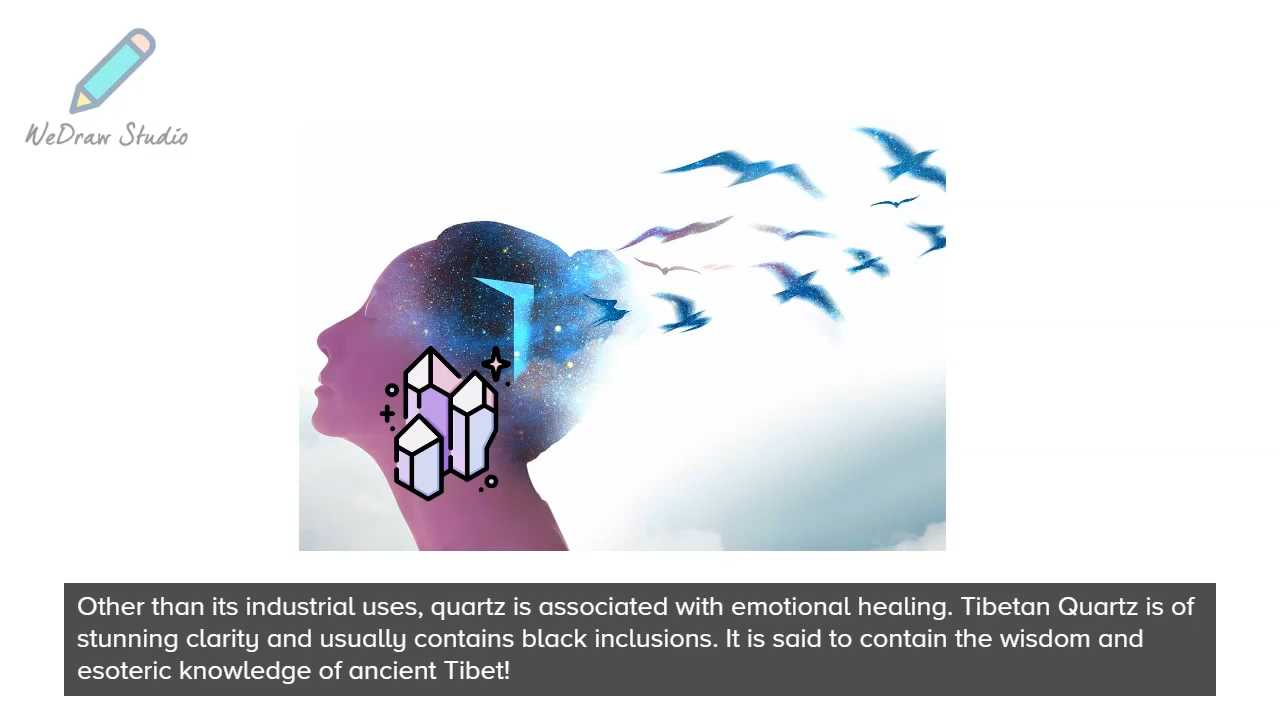 WeDraw Studio
Other than its industrial uses, quartz is associated with emotional healing. Tibetan Quartz is of
stunning clarity and usually contains black inclusions. It is said to contain the wisdom and
esoteric knowledge of ancient Tibet!